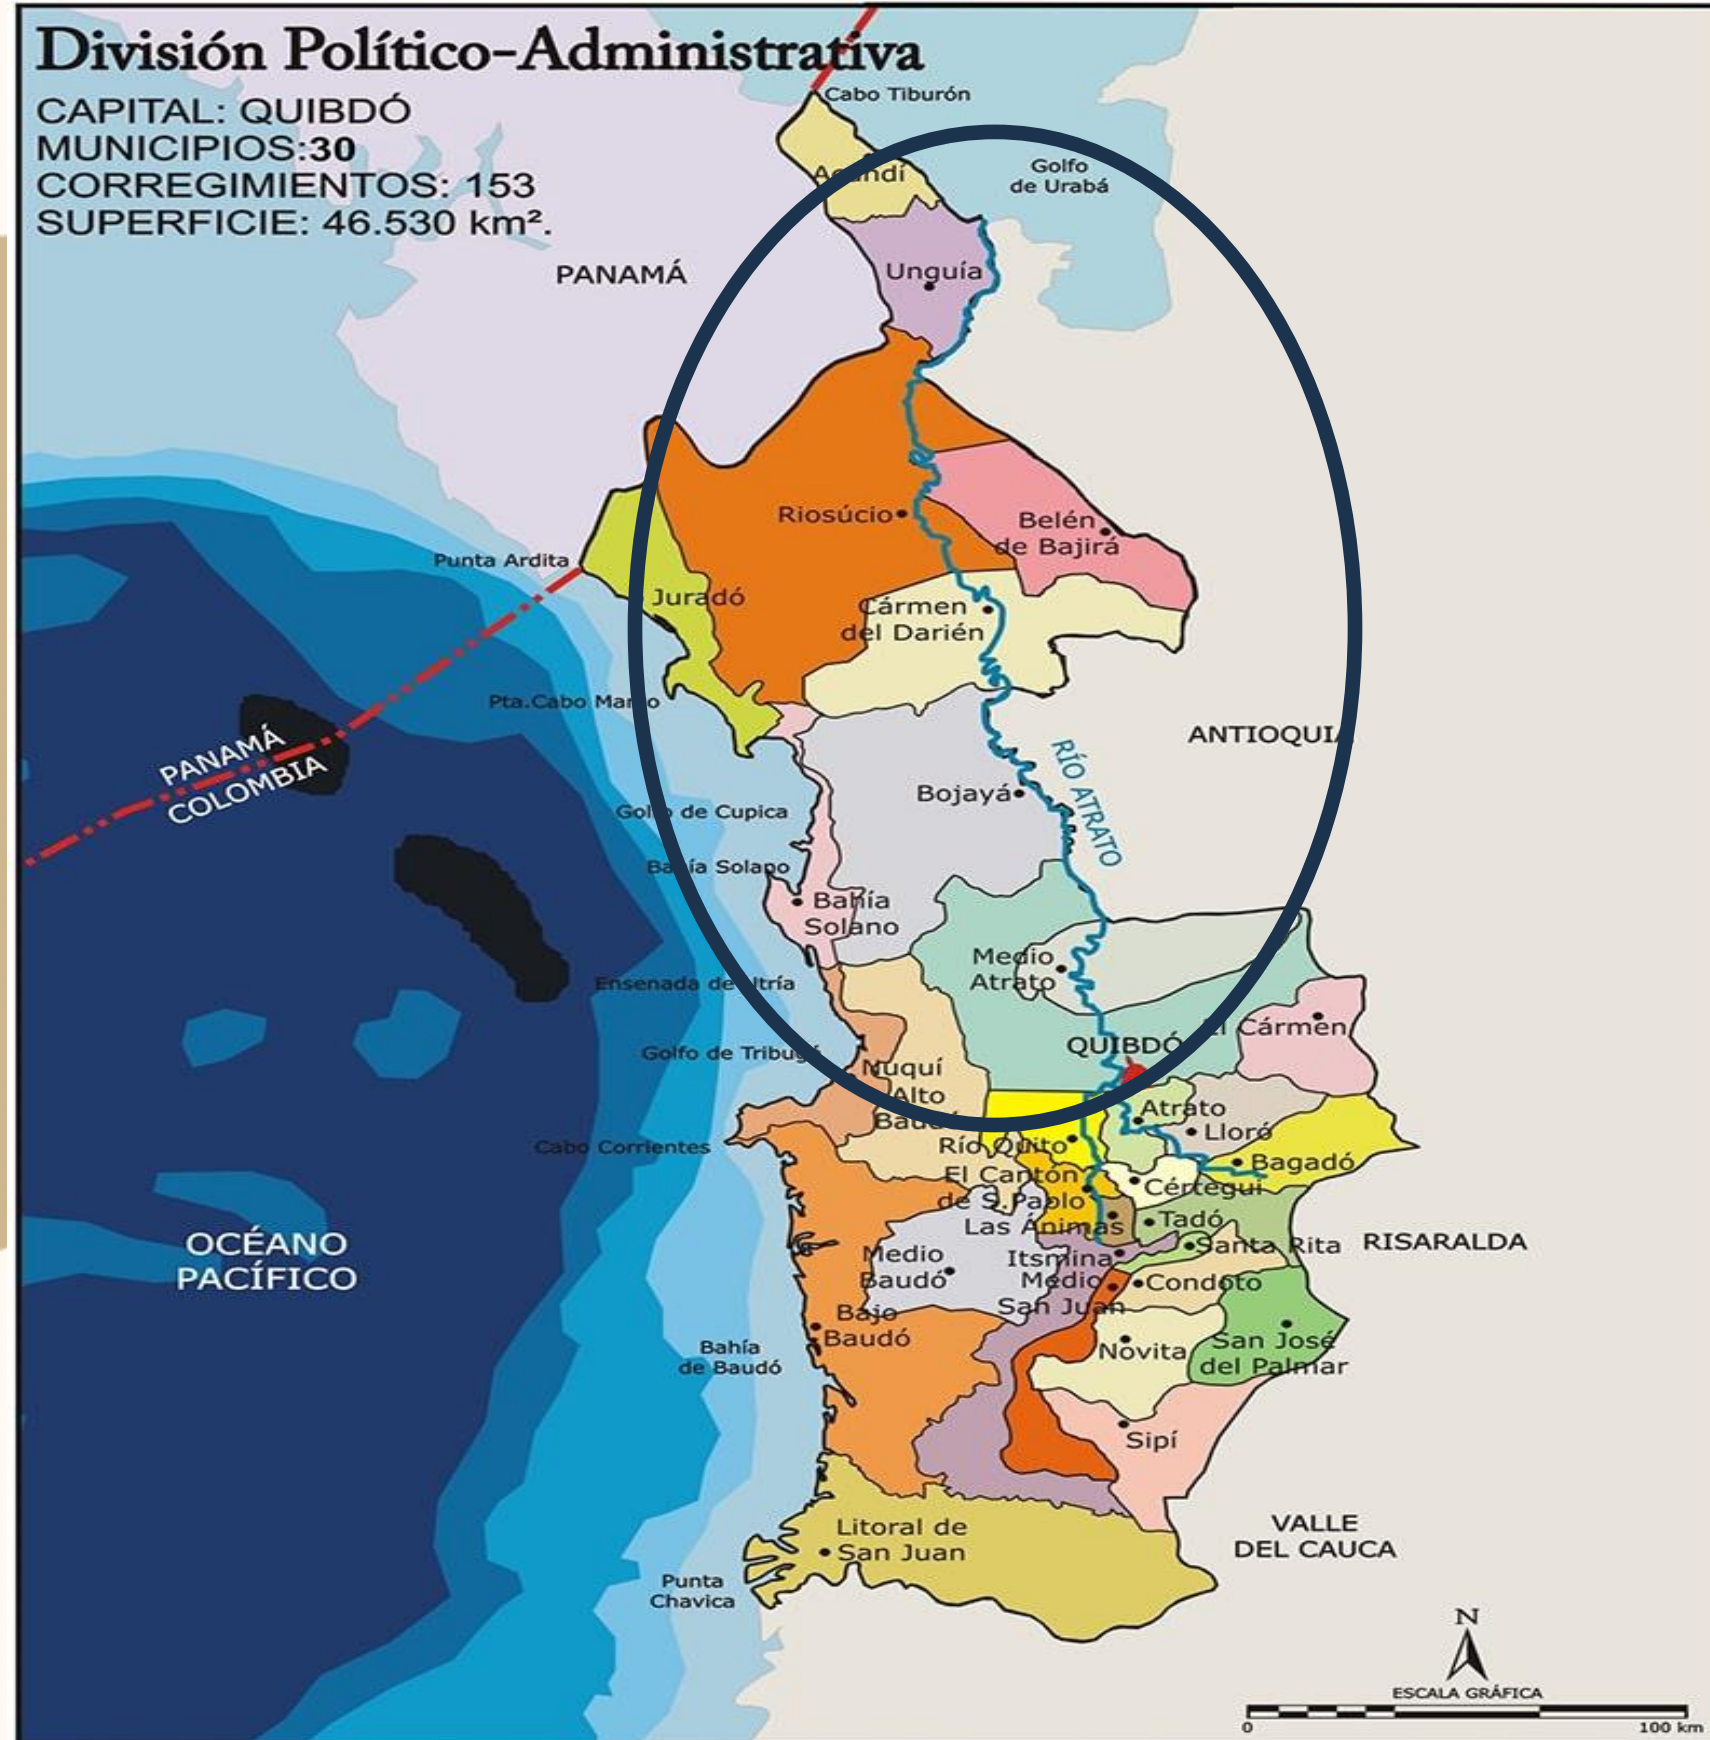 División Político-Administrativa
CAPITAL: QUIBDÓ
MUNICIPIOS:30
CORREGIMIENTOS: 153
SUPERFICIE: 46.530 km².
Cabo Tiburón
Acandí
Golfo
de Urabá
PANAMÁ
Unguía
Riosúcio
Belén
de Bajirá
Punta Ardita
Juradó
Cármen
del Darién
Pta.Cabo Marzo
PANAMÁ
COLOMBIA
ANTIOQUIA
RÍO ATRATO
Bojayá
Golfo de Cupica
Bahía Solano
Bahía
Solano
Medio
Atrato
Ensenada de Utría
El Cármen
QUIBDÓ
Golfo de Tribugá
Nuquí
Alto
Baudó
Atrato
Lloró
Cabo Corrientes
Río Quito
Bagadó
El Cantón
de S. Pablo
Cértegui
Las Ánimas
Tadó
Santa Rita
RISARALDA
OCÉANO
PACÍFICO
Medio
Baudó
Itsmina
Medio
San Juan
Condoto
Bajo
Baudó
Bahía
de Baudó
Novita
San José
del Palmar
Sipí
Litoral de
San Juan
VALLE
DEL CAUCA
Punta
Chavica
N
ESCALA GRÁFICA
0
100 km